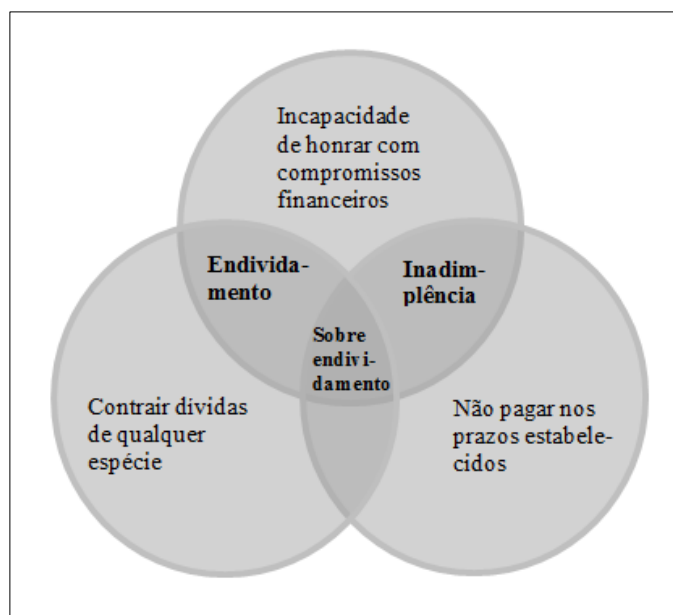 Incapacidade
de honrar com
compromissos
financeiros
Endivida-
mento
Inadim-
plência
Sobre
endivi-
damento
Contrair dívidas
de qualquer
espécie
Não pagar nos
prazos estabele-
cidos